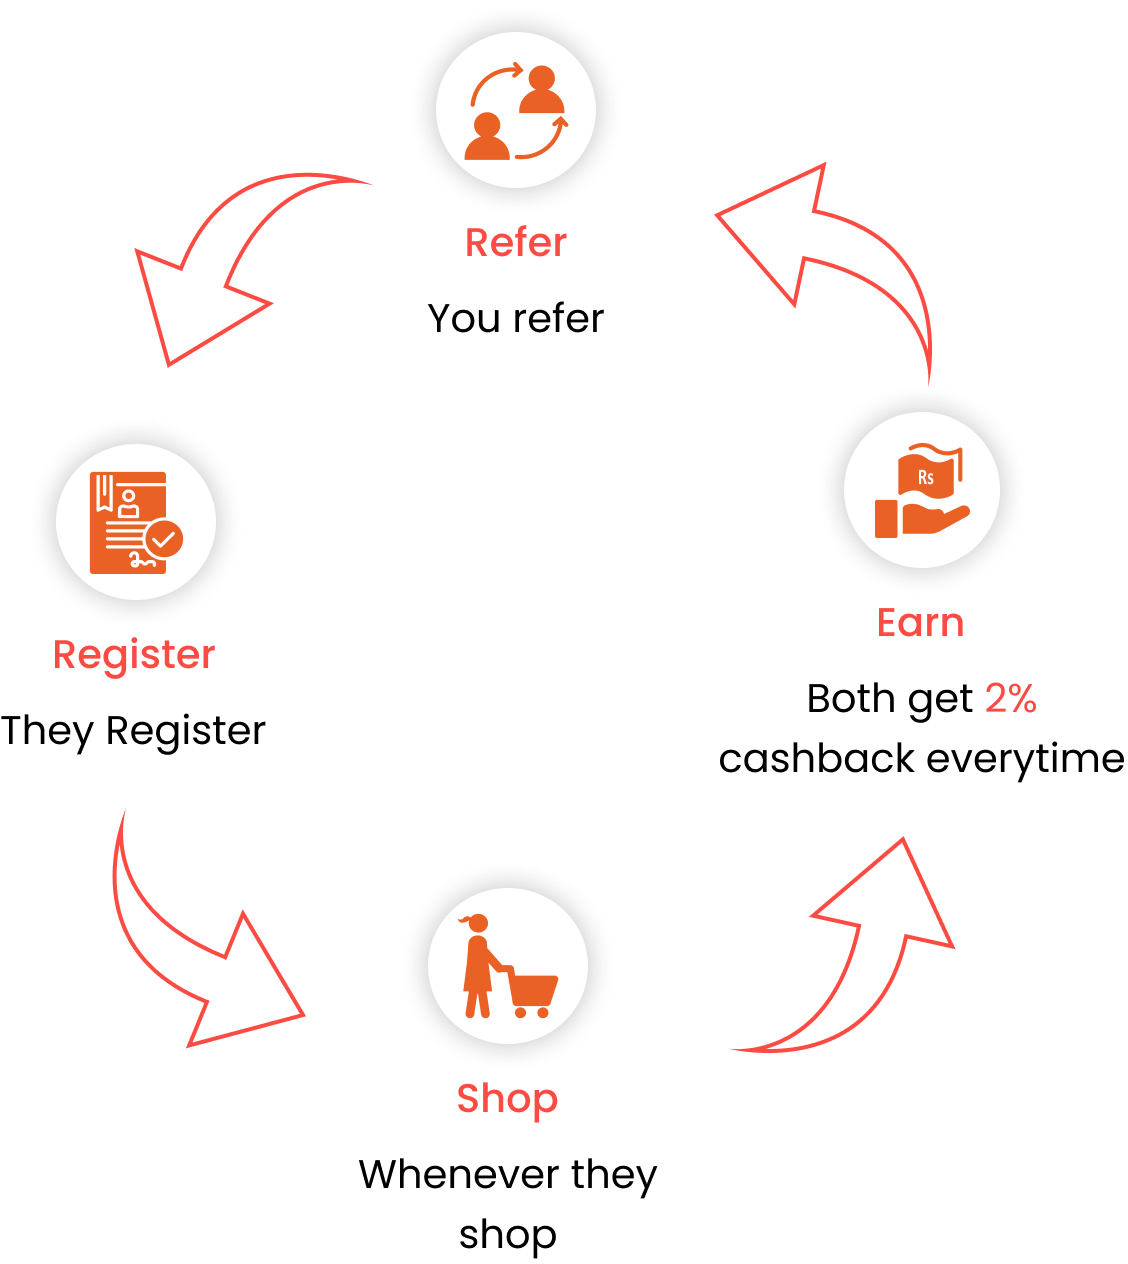 Refer
You refer
Rs
Earn
Both get 2%
cashback everytime
Register
They Register
Shop
Whenever they
shop